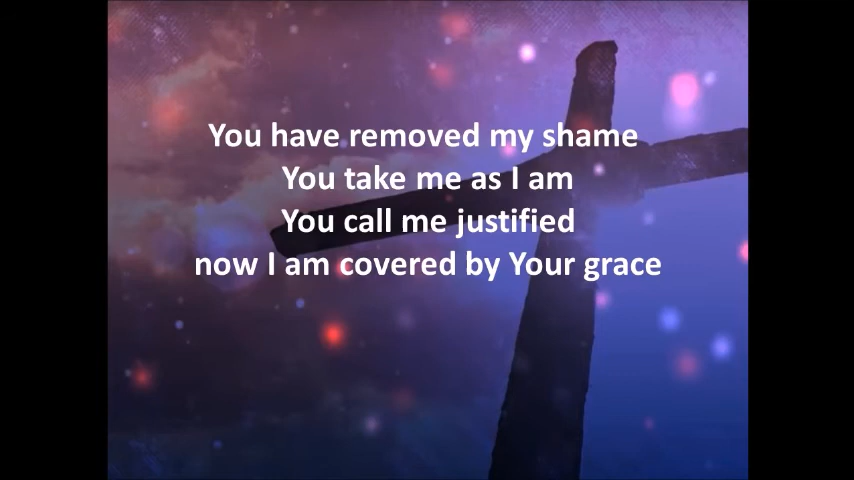 You have removed my shame
You take me as I am
You call me justified
now I am covered by Your grace